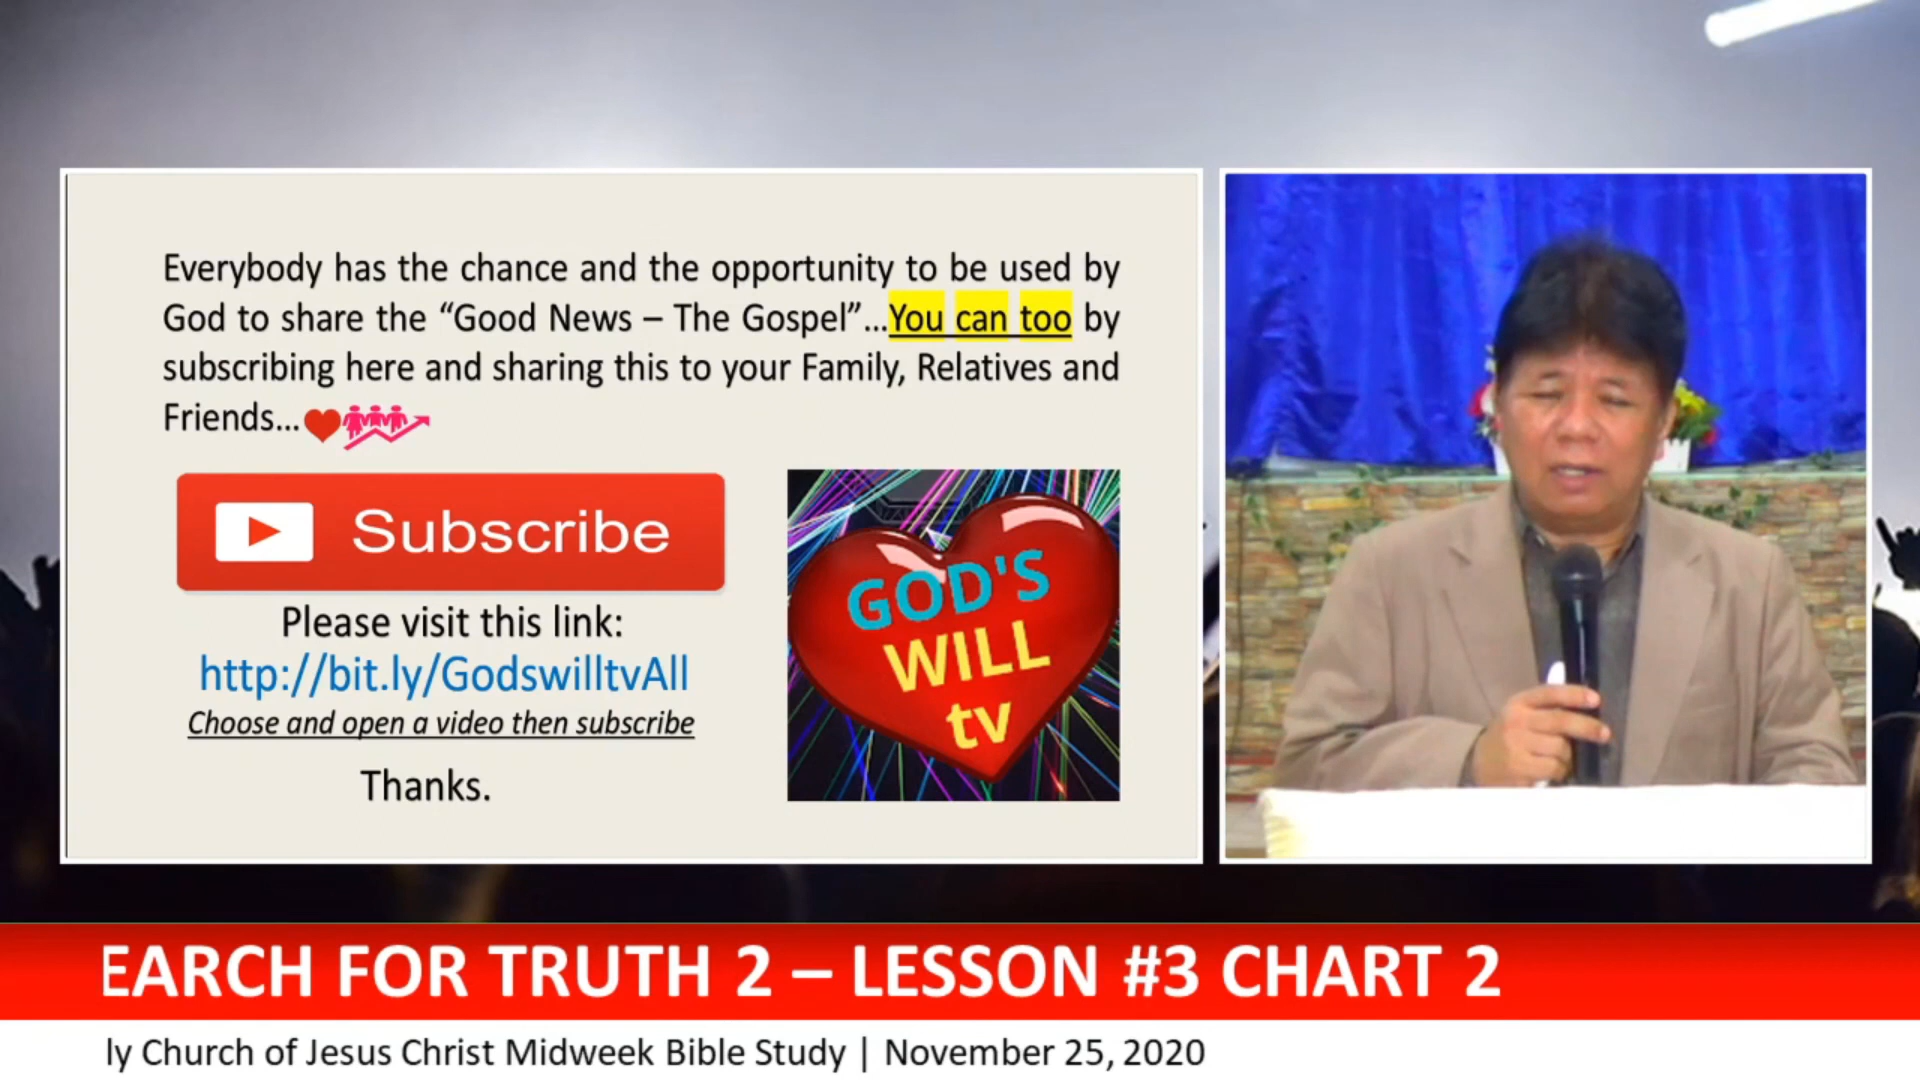 Everybody has the chance and the opportunity to be used by
God to share the “Good News – The Gospel”...You can too by
subscribing here and sharing this to your Family, Relatives and
Friends...
Subscribe
Please visit this link:
http://bit.ly/GodswilltvAll
Choose and open a video then subscribe
Thanks.
GOD'S
WILL
tv
EARCH FOR TRUTH 2 – LESSON #3 CHART 2
ly Church of Jesus Christ Midweek Bible Study | November 25, 2020